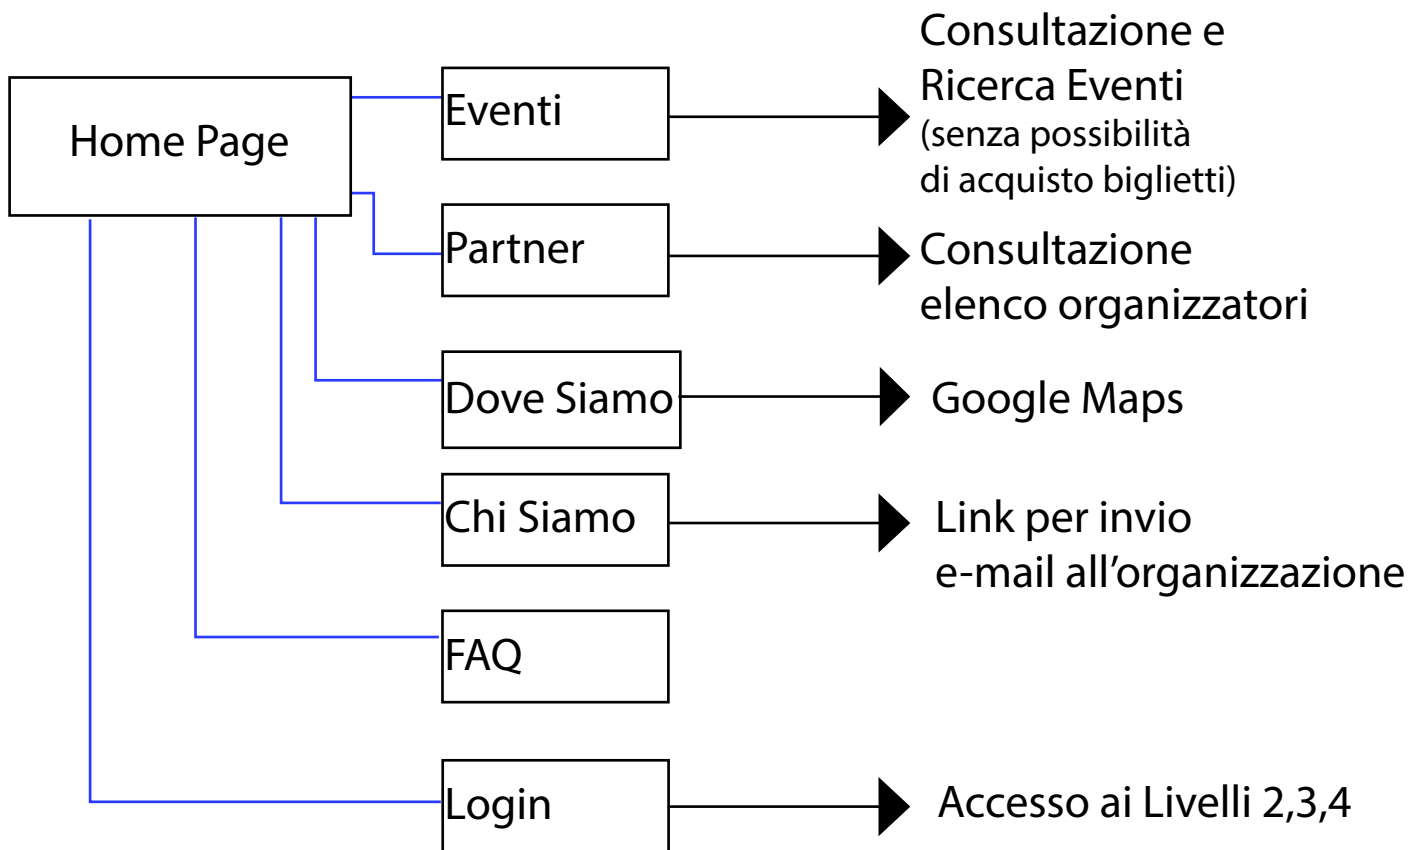 Home Page
Eventi
Consultazione e
Ricerca Eventi
(senza possibilità
di acquisto biglietti)
Partner
Consultazione
elenco organizzatori
Dove Siamo
Google Maps
Chi Siamo
Link per invio
e-mail all’organizzazione
FAQ
Login
Accesso ai Livelli 2,3,4